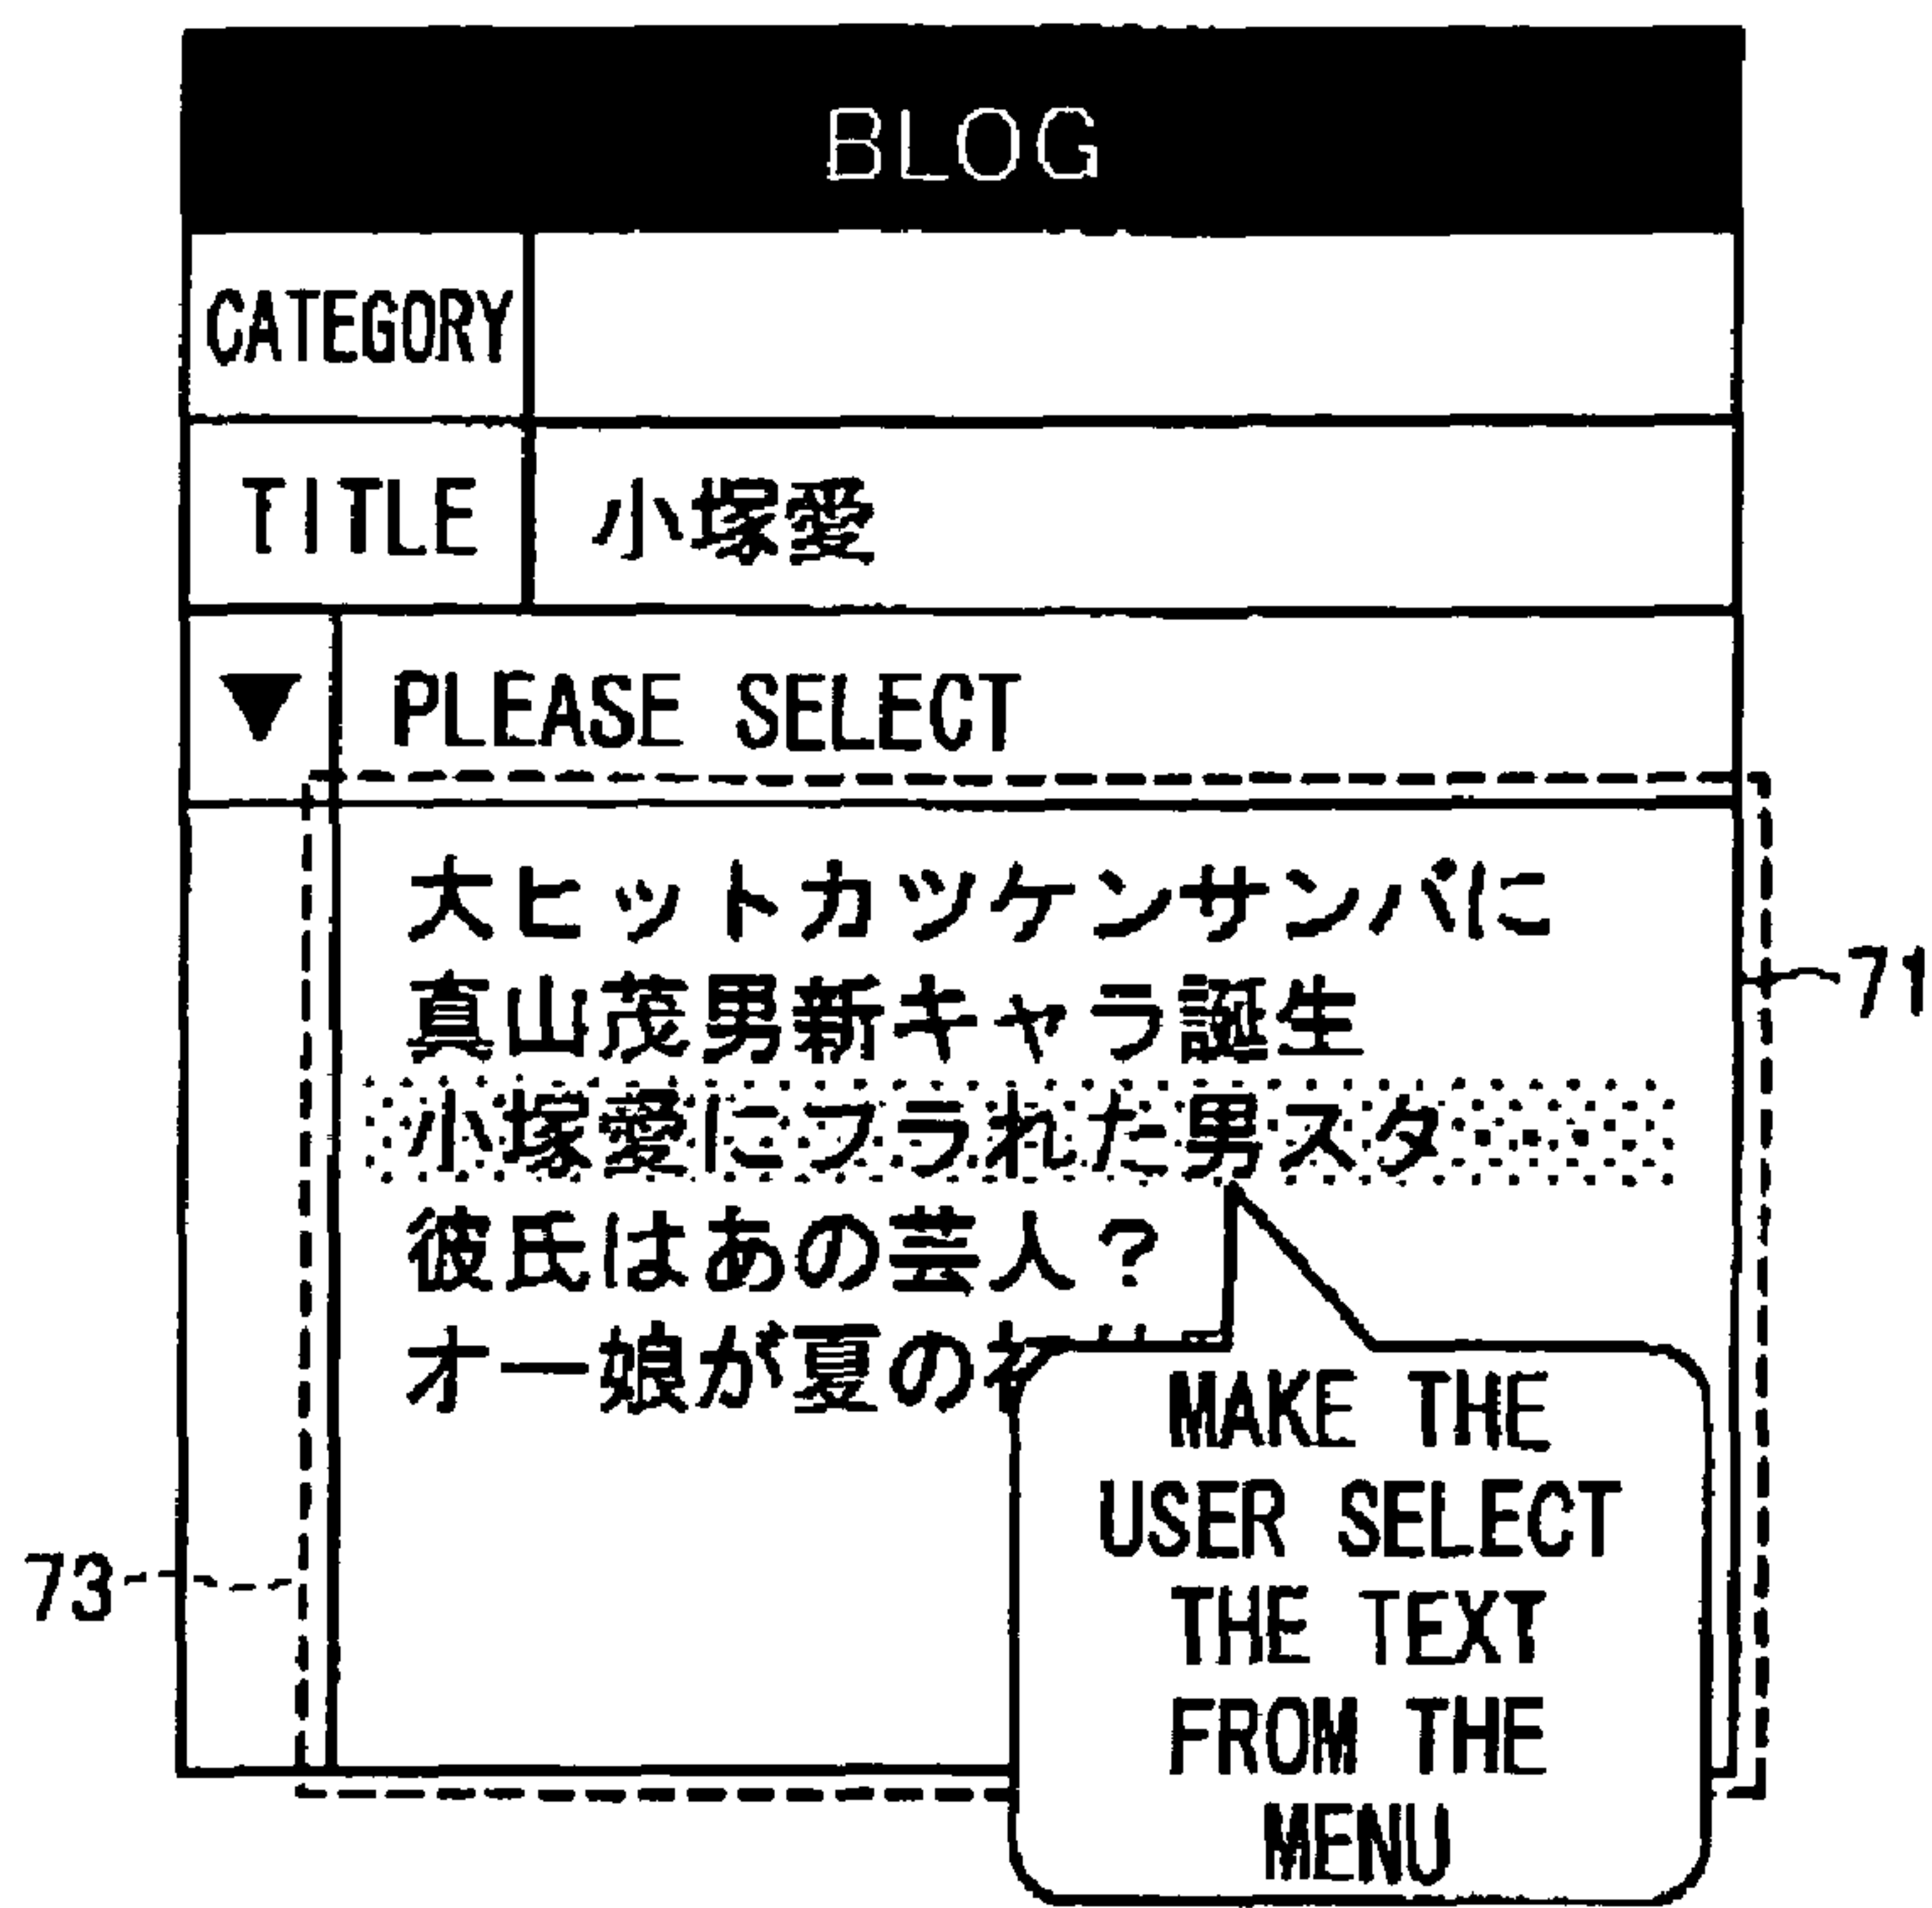 BLOG
CATEGORY
TITLE 小塚愛
▼ PLEASE SELECT
大ヒットカツケンサンバに
真山茂男新キャラ誕生
小塚愛にフラれた男スタ
彼氏はあの芸人?
オー娘が夏の
MAKE THE
USER SELECT
THE TEXT
FROM THE
MENU
71
73